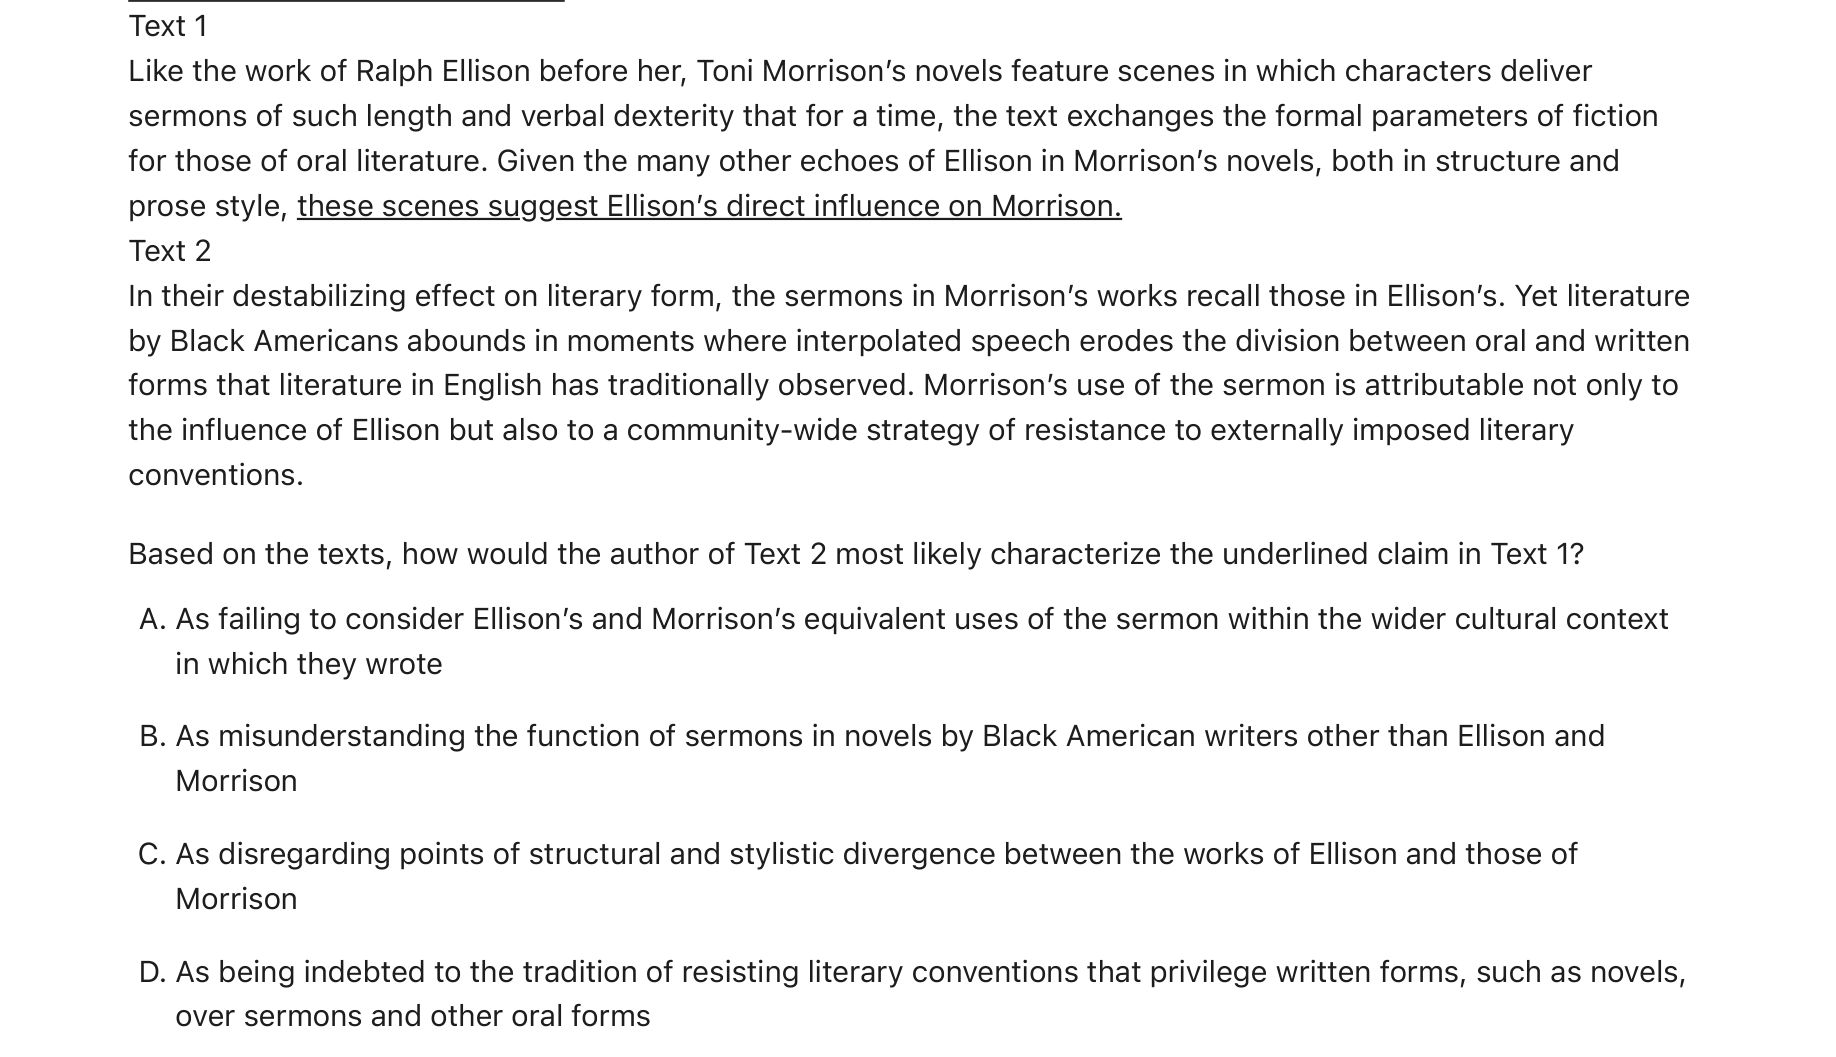 Text 1
Like the work of Ralph Ellison before her, Toni Morrison’s novels feature scenes in which characters deliver
sermons of such length and verbal dexterity that for a time, the text exchanges the formal parameters of fiction
for those of oral literature. Given the many other echoes of Ellison in Morrison’s novels, both in structure and
prose style, these scenes suggest Ellison’s direct influence on Morrison.
Text 2
In their destabilizing effect on literary form, the sermons in Morrison’s works recall those in Ellison’s. Yet literature
by Black Americans abounds in moments where interpolated speech erodes the division between oral and written
forms that literature in English has traditionally observed. Morrison’s use of the sermon is attributable not only to
the influence of Ellison but also to a community-wide strategy of resistance to externally imposed literary
conventions.
Based on the texts, how would the author of Text 2 most likely characterize the underlined claim in Text 1?
A. As failing to consider Ellison’s and Morrison’s equivalent uses of the sermon within the wider cultural context
in which they wrote
B. As misunderstanding the function of sermons in novels by Black American writers other than Ellison and
Morrison
C. As disregarding points of structural and stylistic divergence between the works of Ellison and those of
Morrison
D. As being indebted to the tradition of resisting literary conventions that privilege written forms, such as novels,
over sermons and other oral forms